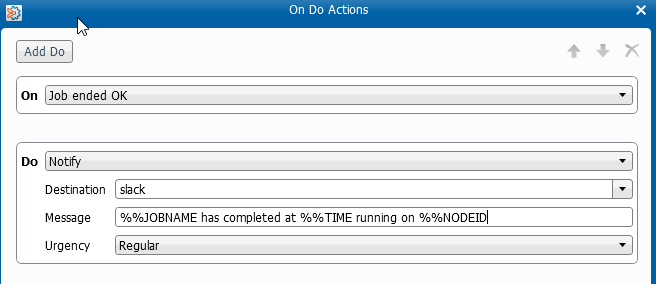 On Do Actions
Add Do
On Job ended OK
Do Notify
Destination slack
Message %%JOBNAME has completed at %%TIME running on %%NODEID
Urgency Regular